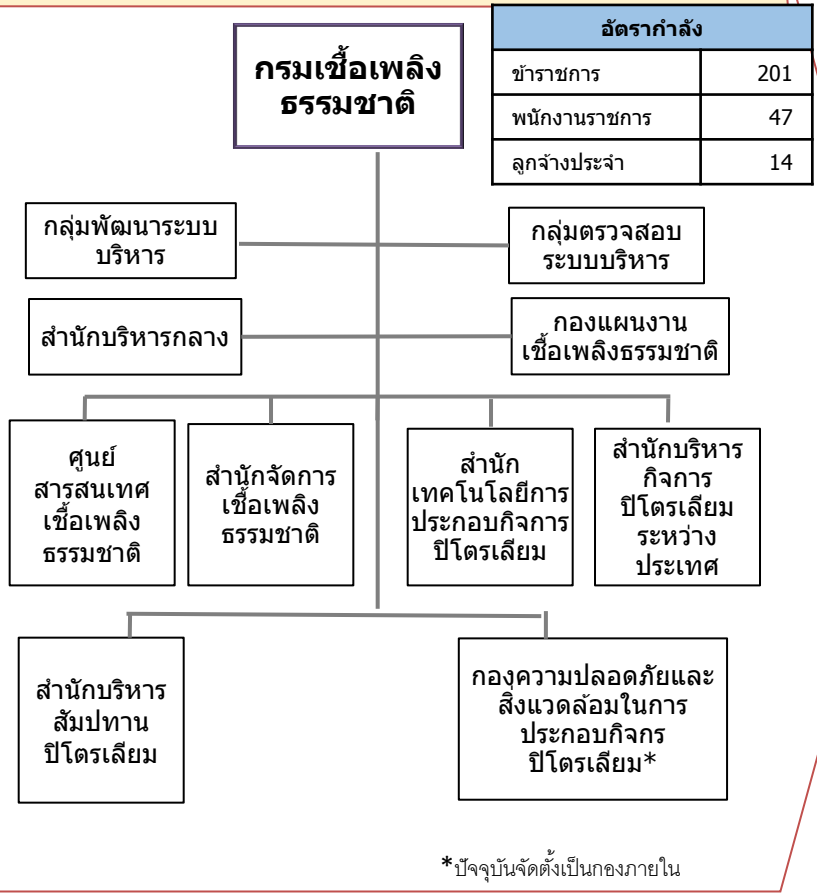 กรมเชื้อเพลิง
ธรรมชาติ
อัตรากำลัง
ข้าราชการ 201
พนักงานราชการ 47
ลูกจ้างประจำ 14
กลุ่มพัฒนาระบบ
บริหาร
กลุ่มตรวจสอบ
ระบบบริหาร
สำนักบริหารกลาง
กองแผนงาน
เชื้อเพลิงธรรมชาติ
ศูนย์
สารสนเทศ
เชื้อเพลิง
ธรรมชาติ
สำนักจัดการ
เชื้อเพลิง
ธรรมชาติ
สำนัก
เทคโนโลยีการ
ประกอบกิจการ
ปิโตรเลียม
สำนักบริหาร
กิจการ
ปิโตรเลียม
ระหว่าง
ประเทศ
สำนักบริหาร
สัมปทาน
ปิโตรเลียม
กองความปลอดภัยและ
สิ่งแวดล้อมในการ
ประกอบกิจกร
ปิโตรเลียม*
*ปัจจุบันจัดตั้งเป็นกองภายใน